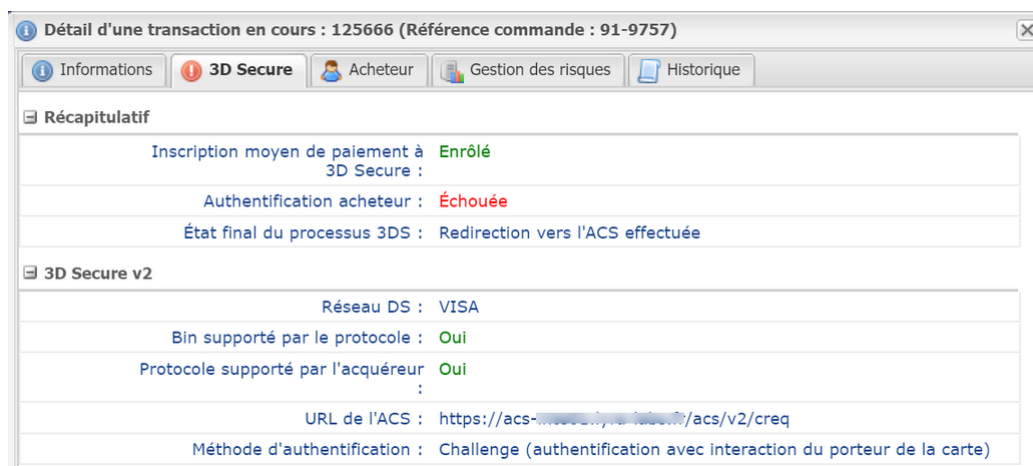 Détail d'une transaction en cours : 125666 (Référence commande : 91-9757)
Informations 3D Secure Acheteur Gestion des risques Historique
Récapitulatif
Inscription moyen de paiement à Enrôlé
3D Secure :
Authentification acheteur : Échouée
État final du processus 3DS : Redirection vers l'ACS effectuée
3D Secure v2
Réseau DS : VISA
Bin supporté par le protocole : Oui
Protocole supporté par l'acquéreur Oui
:
URL de l'ACS : https://acs- /acs/v2/creq
Méthode d'authentification : Challenge (authentification avec interaction du porteur de la carte)